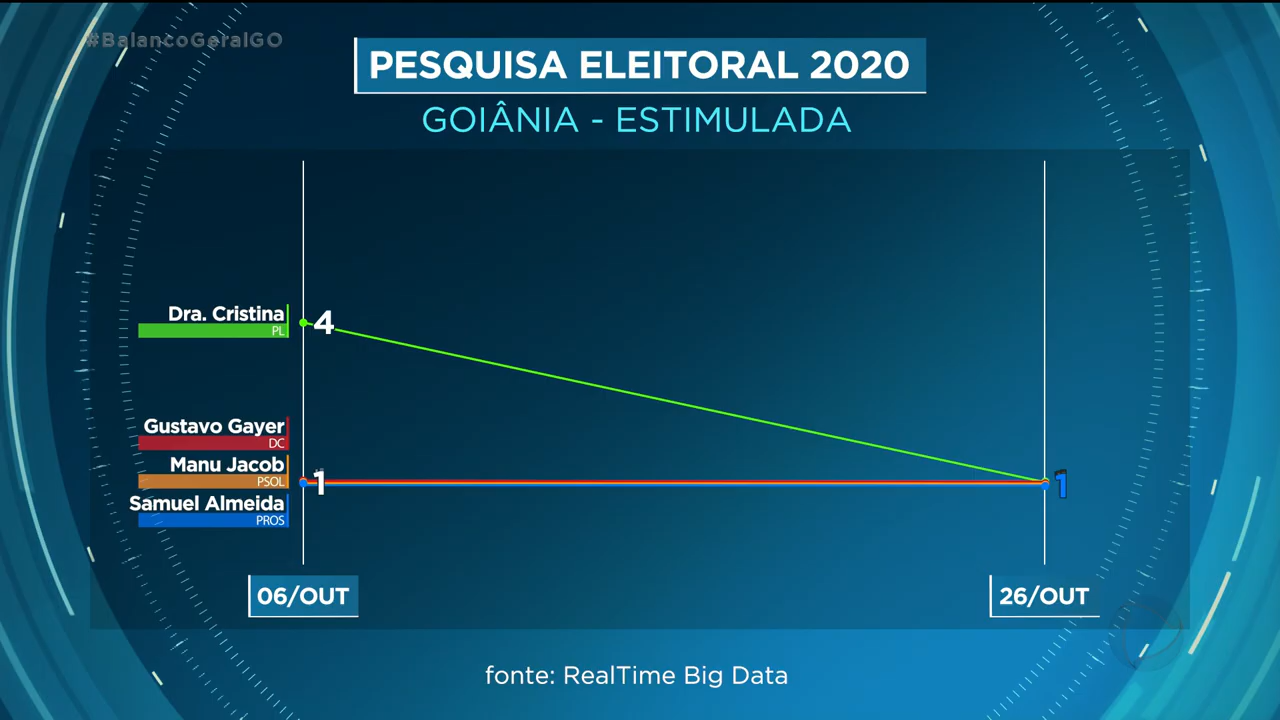 #BalancoGeralGO
PESQUISA ELEITORAL 2020
GOIÂNIA - ESTIMULADA
Dra. Cristina
PL
4
Gustavo Gayer
DC
Manu Jacob
PSOL
1
1
Samuel Almeida
PROS
06/OUT
26/OUT
fonte: RealTime Big Data